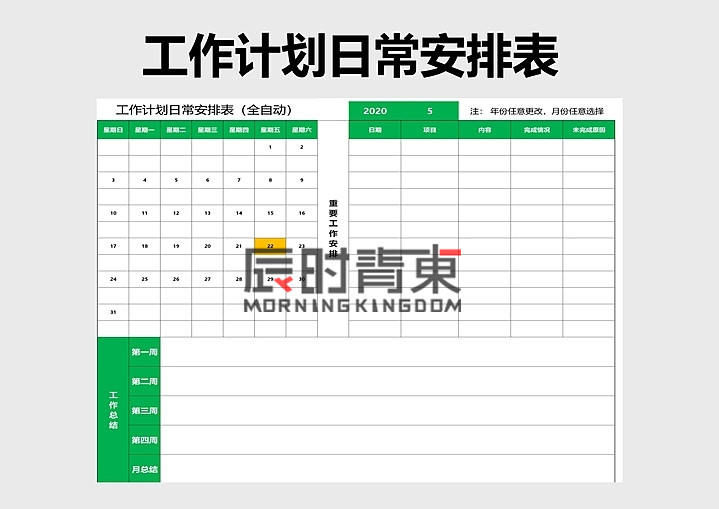 工作计划日常安排表
工作计划日常安排表（全自动） 2020 5 注： 年份任意更改，月份任意选择
星期日 星期一 星期二 星期三 星期四 星期五 星期六 日期 项目 内容 完成情况 未完成原因
1 2
3 4 5 6 7 8 9
10 11 12 13 14 15 16
17 18 19 20 21 22 23
24 25 26 27 28 29 30
31
重要工作安排
辰时背東
MORNINGKINGDOM
工作总结
第一周
第二周
第三周
第四周
月总结